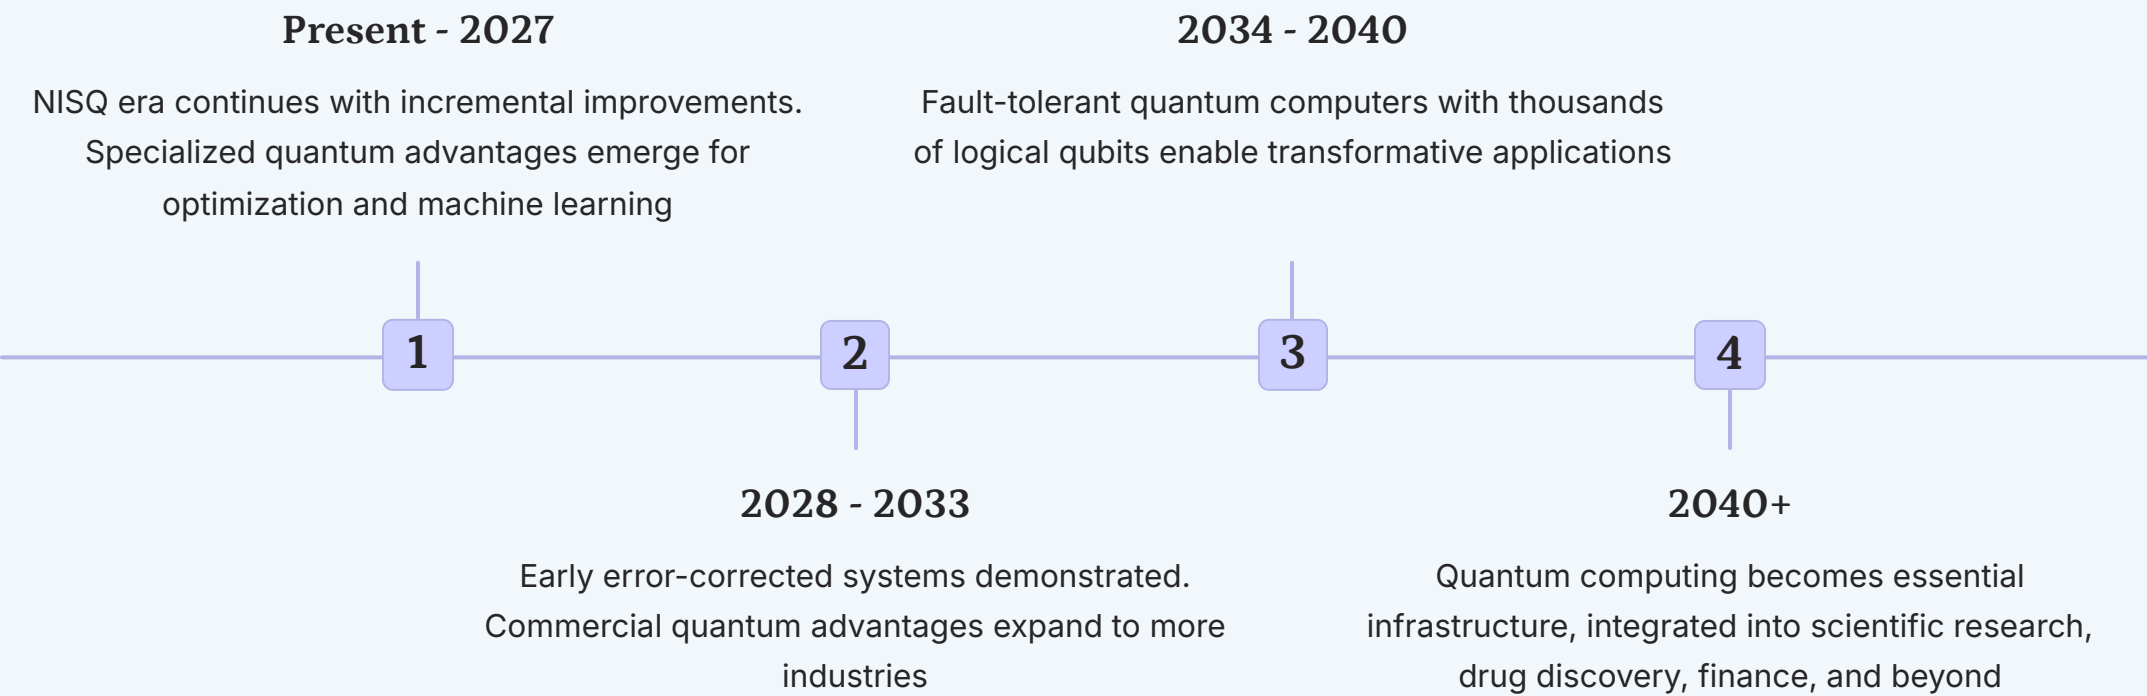 Present - 2027
NISQ era continues with incremental improvements.
Specialized quantum advantages emerge for
optimization and machine learning
2034 - 2040
Fault-tolerant quantum computers with thousands
of logical qubits enable transformative applications
1
2
3
4
2028 - 2033
Early error-corrected systems demonstrated.
Commercial quantum advantages expand to more
industries
2040+
Quantum computing becomes essential
infrastructure, integrated into scientific research,
drug discovery, finance, and beyond